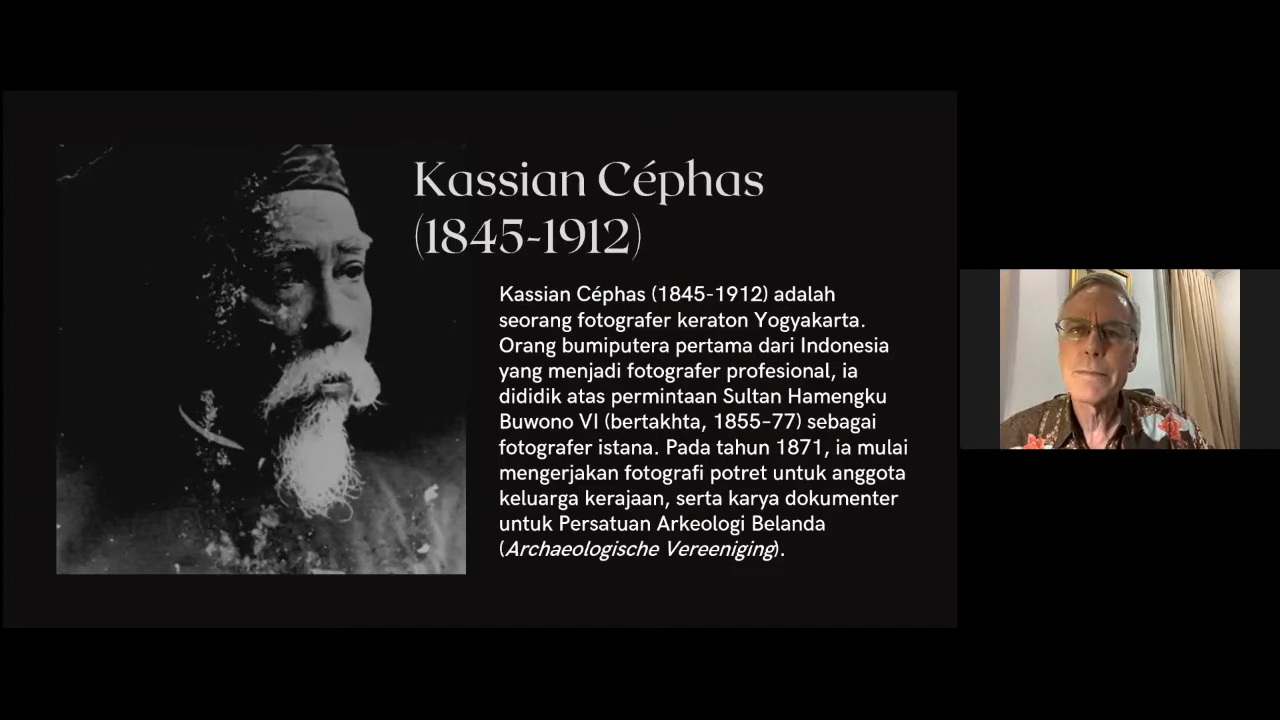 Kassian Céphas
(1845-1912)
Kassian Céphas (1845-1912) adalah
seorang fotografer keraton Yogyakarta.
Orang bumiputera pertama dari Indonesia
yang menjadi fotografer profesional, ia
dididik atas permintaan Sultan Hamengku
Buwono VI (bertakhta, 1855–77) sebagai
fotografer istana. Pada tahun 1871, ia mulai
mengerjakan fotografi potret untuk anggota
keluarga kerajaan, serta karya dokumenter
untuk Persatuan Arkeologi Belanda
(Archaeologische Vereeniging).